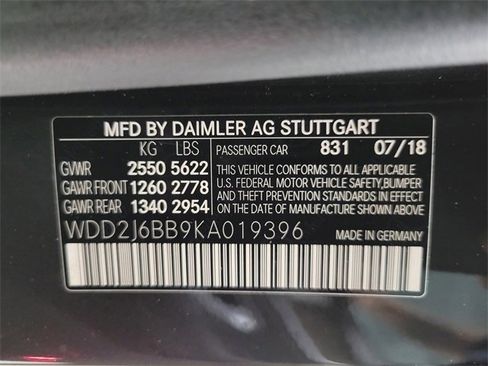 MFD BY DAIMLER AG STUTTGART
KG LBS PASSENGER CAR 831 07/18
GVWR 2550 5622 THIS VEHICLE CONFORMS TO ALL APPLICABLE
GAWR FRONT 1260 2778 U.S. FEDERAL MOTOR VEHICLE SAFETY,BUMPER
GAWR REAR 1340 2954 AND THEFT PREVENTION STANDARDS IN EFFECT ON THE DATE OF MANUFACTURE SHOWN ABOVE.
WDD2J6BB9KA019396 MADE IN GERMANY